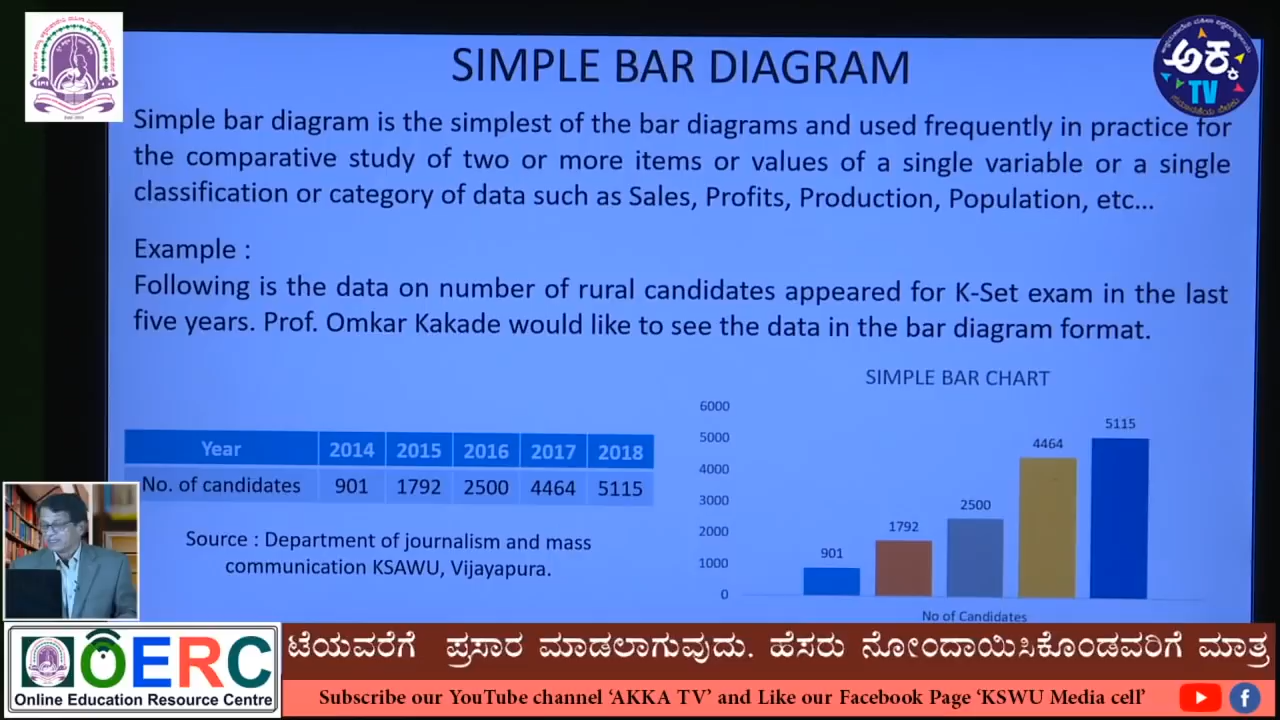 SIMPLE BAR DIAGRAM
ಅಕ್ಕ
TV
Simple bar diagram is the simplest of the bar diagrams and used frequently in practice for
the comparative study of two or more items or values of a single variable or a single
classification or category of data such as Sales, Profits, Production, Population, etc...
Example :
Following is the data on number of rural candidates appeared for K-Set exam in the last
five years. Prof. Omkar Kakade would like to see the data in the bar diagram format.
Year 2014 2015 2016 2017 2018
No. of candidates 901 1792 2500 4464 5115
Source : Department of journalism and mass
communication KSAWU, Vijayapura.
SIMPLE BAR CHART
6000
5000
4000
3000
2000
1000
0
901
1792
2500
4464
5115
No of Candidates
OERC
Online Education Resource Centre
ಟೆಯವರೆಗೆ ಪ್ರಸಾರ ಮಾಡಲಾಗುವುದು. ಹೆಸರು ನೋಂದಾಯಿಸಿಕೊಂಡವರಿಗೆ ಮಾತ್ರ
Subscribe our YouTube channel ‘AKKA TV’ and Like our Facebook Page ‘KSWU Media cell’